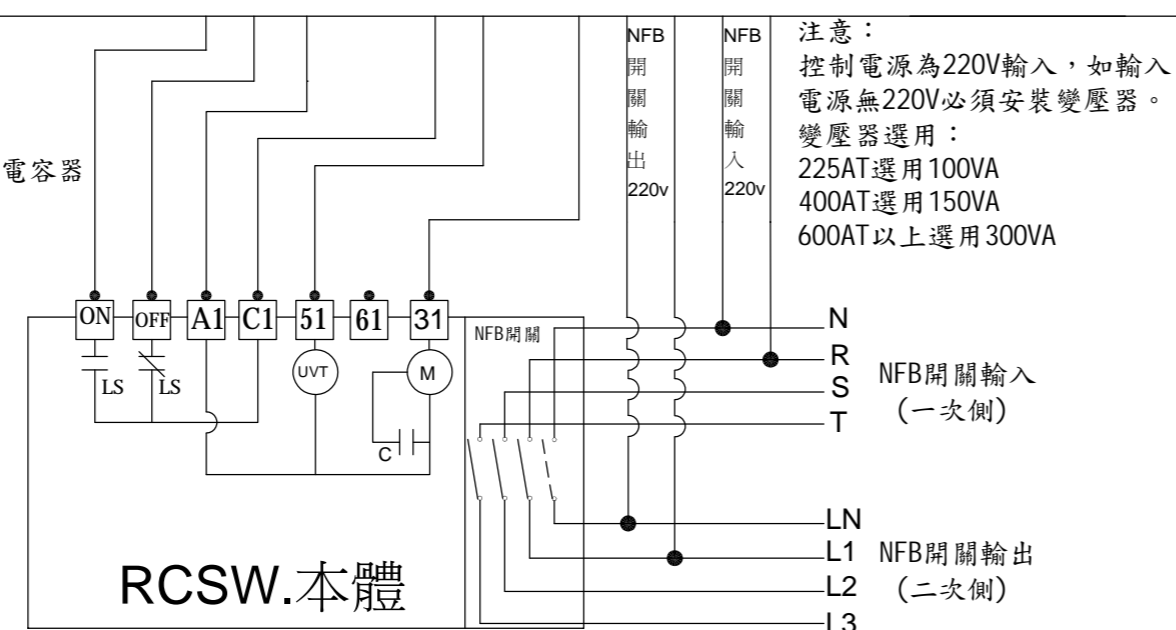 NFB
開
關
輸
出
220v
NFB
開
關
輸
入
220v
注意：
控制電源為220V輸入，如輸入
電源無220V必須安裝變壓器。
變壓器選用：
225AT選用100VA
400AT選用150VA
600AT以上選用300VA
電容器
ON OFF A1 C1 51 61 31
NFB開關
LS LS UVT M
C
N
R
S
T
NFB開關輸入
(一次側)
LN
L1
L2
L3
NFB開關輸出
(二次側)
RCSW.本體